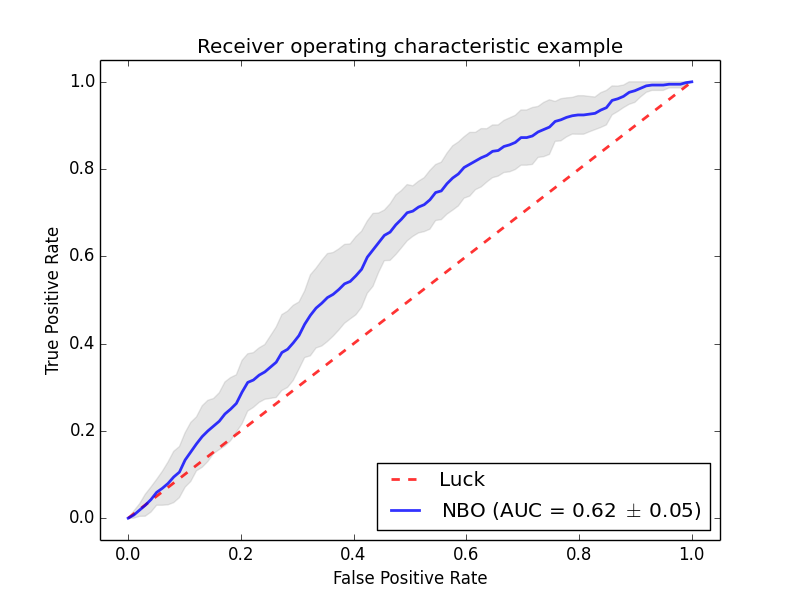 Receiver operating characteristic example
True Positive Rate
1.0
0.8
0.6
0.4
0.2
0.0
Luck
NBO (AUC = 0.62 ± 0.05)
0.0 0.2 0.4 0.6 0.8 1.0
False Positive Rate